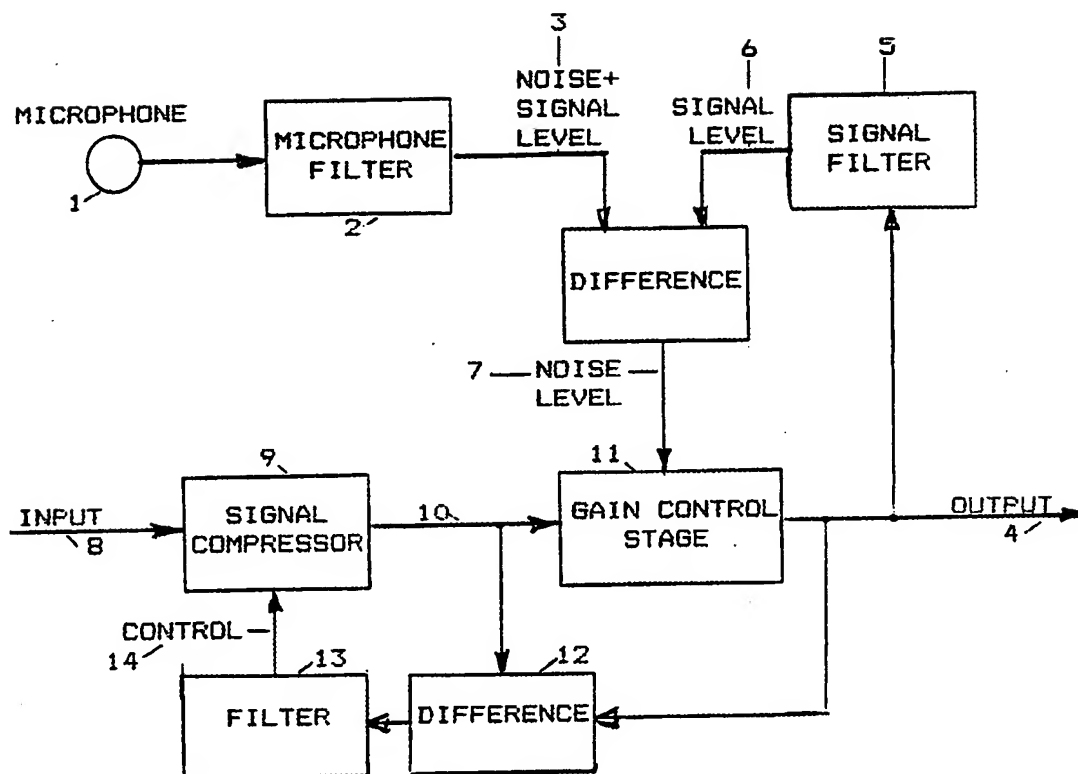 3
6
5
NOISE+
SIGNAL
LEVEL
SIGNAL
LEVEL
MICROPHONE
MICROPHONE
FILTER
SIGNAL
FILTER
1
2
DIFFERENCE
7
NOISE
LEVEL
9
11
INPUT
8
SIGNAL
COMPRESSOR
10
GAIN CONTROL
STAGE
OUTPUT
4
CONTROL
14
13
12
FILTER
DIFFERENCE